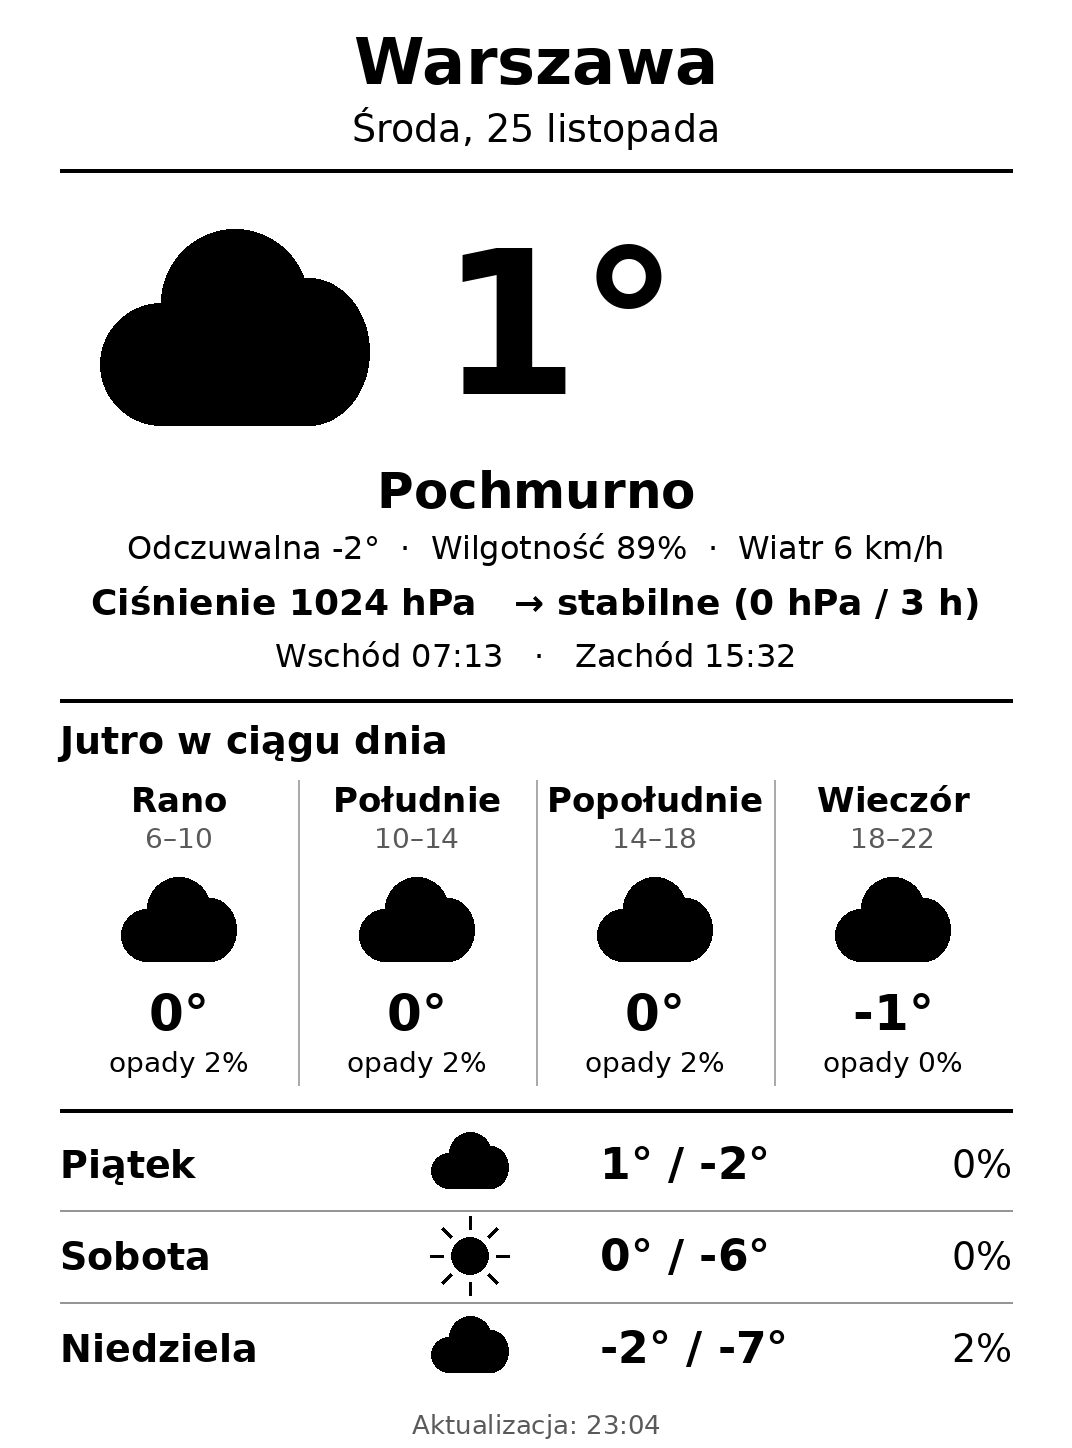 Warszawa
Środa, 25 listopada
1°
Pochmurno
Odczuwalna -2° · Wilgotność 89% · Wiatr 6 km/h
Ciśnienie 1024 hPa → stabilne (0 hPa / 3 h)
Wschód 07:13 · Zachód 15:32
Jutro w ciągu dnia
Rano Południe Popołudnie Wieczór
6–10 10–14 14–18 18–22
0° 0° 0° -1°
opady 2% opady 2% opady 2% opady 0%
Piątek 1° / -2° 0%
Sobota 0° / -6° 0%
Niedziela -2° / -7° 2%
Aktualizacja: 23:04